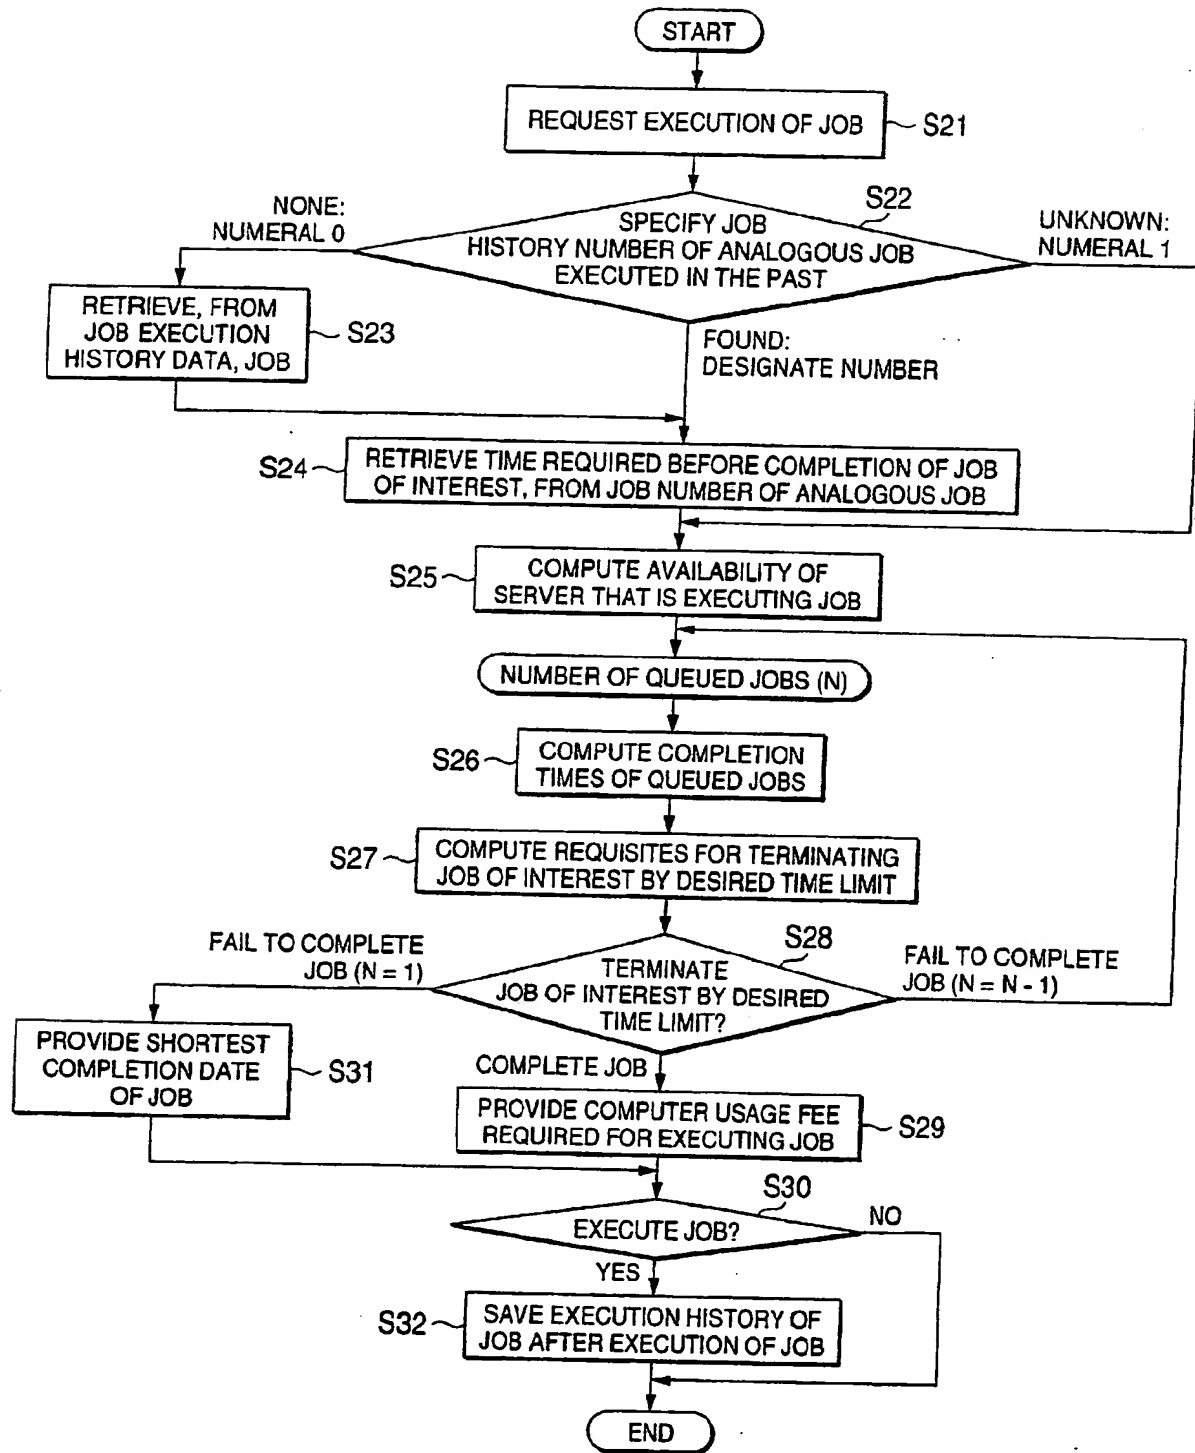 START
REQUEST EXECUTION OF JOB
S21
S22
NONE:
NUMERAL 0
SPECIFY JOB
HISTORY NUMBER OF ANALOGOUS JOB
EXECUTED IN THE PAST
UNKNOWN:
NUMERAL 1
RETRIEVE, FROM
JOB EXECUTION
HISTORY DATA, JOB
S23
FOUND:
DESIGNATE NUMBER
S24
RETRIEVE TIME REQUIRED BEFORE COMPLETION OF JOB
OF INTEREST, FROM JOB NUMBER OF ANALOGOUS JOB
S25
COMPUTE AVAILABILITY OF
SERVER THAT IS EXECUTING JOB
NUMBER OF QUEUED JOBS (N)
S26
COMPUTE COMPLETION
TIMES OF QUEUED JOBS
S27
COMPUTE REQUISITES FOR TERMINATING
JOB OF INTEREST BY DESIRED TIME LIMIT
S28
FAIL TO COMPLETE
JOB (N = 1)
TERMINATE
JOB OF INTEREST BY DESIRED
TIME LIMIT?
FAIL TO COMPLETE
JOB (N = N - 1)
PROVIDE SHORTEST
COMPLETION DATE
OF JOB
S31
COMPLETE JOB
PROVIDE COMPUTER USAGE FEE
REQUIRED FOR EXECUTING JOB
S29
S30
EXECUTE JOB?
NO
YES
S32
SAVE EXECUTION HISTORY OF
JOB AFTER EXECUTION OF JOB
END